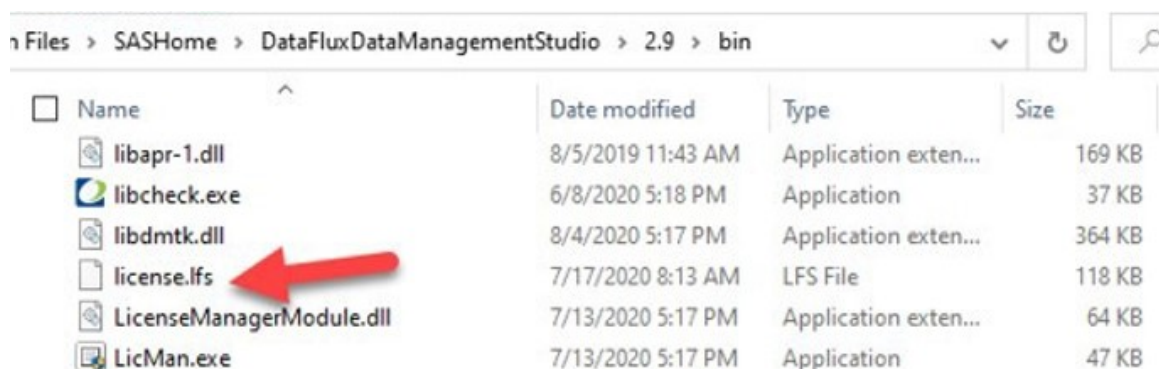 n Files > SASHome > DataFluxDataManagementStudio > 2.9 > bin
Name Date modified Type Size
libapr-1.dll 8/5/2019 11:43 AM Application exten... 169 KB
libcheck.exe 6/8/2020 5:18 PM Application 37 KB
libdmtk.dll 8/4/2020 5:17 PM Application exten... 364 KB
license.lfs 7/17/2020 8:13 AM LFS File 118 KB
LicenseManagerModule.dll 7/13/2020 5:17 PM Application exten... 64 KB
LicMan.exe 7/13/2020 5:17 PM Application 47 KB